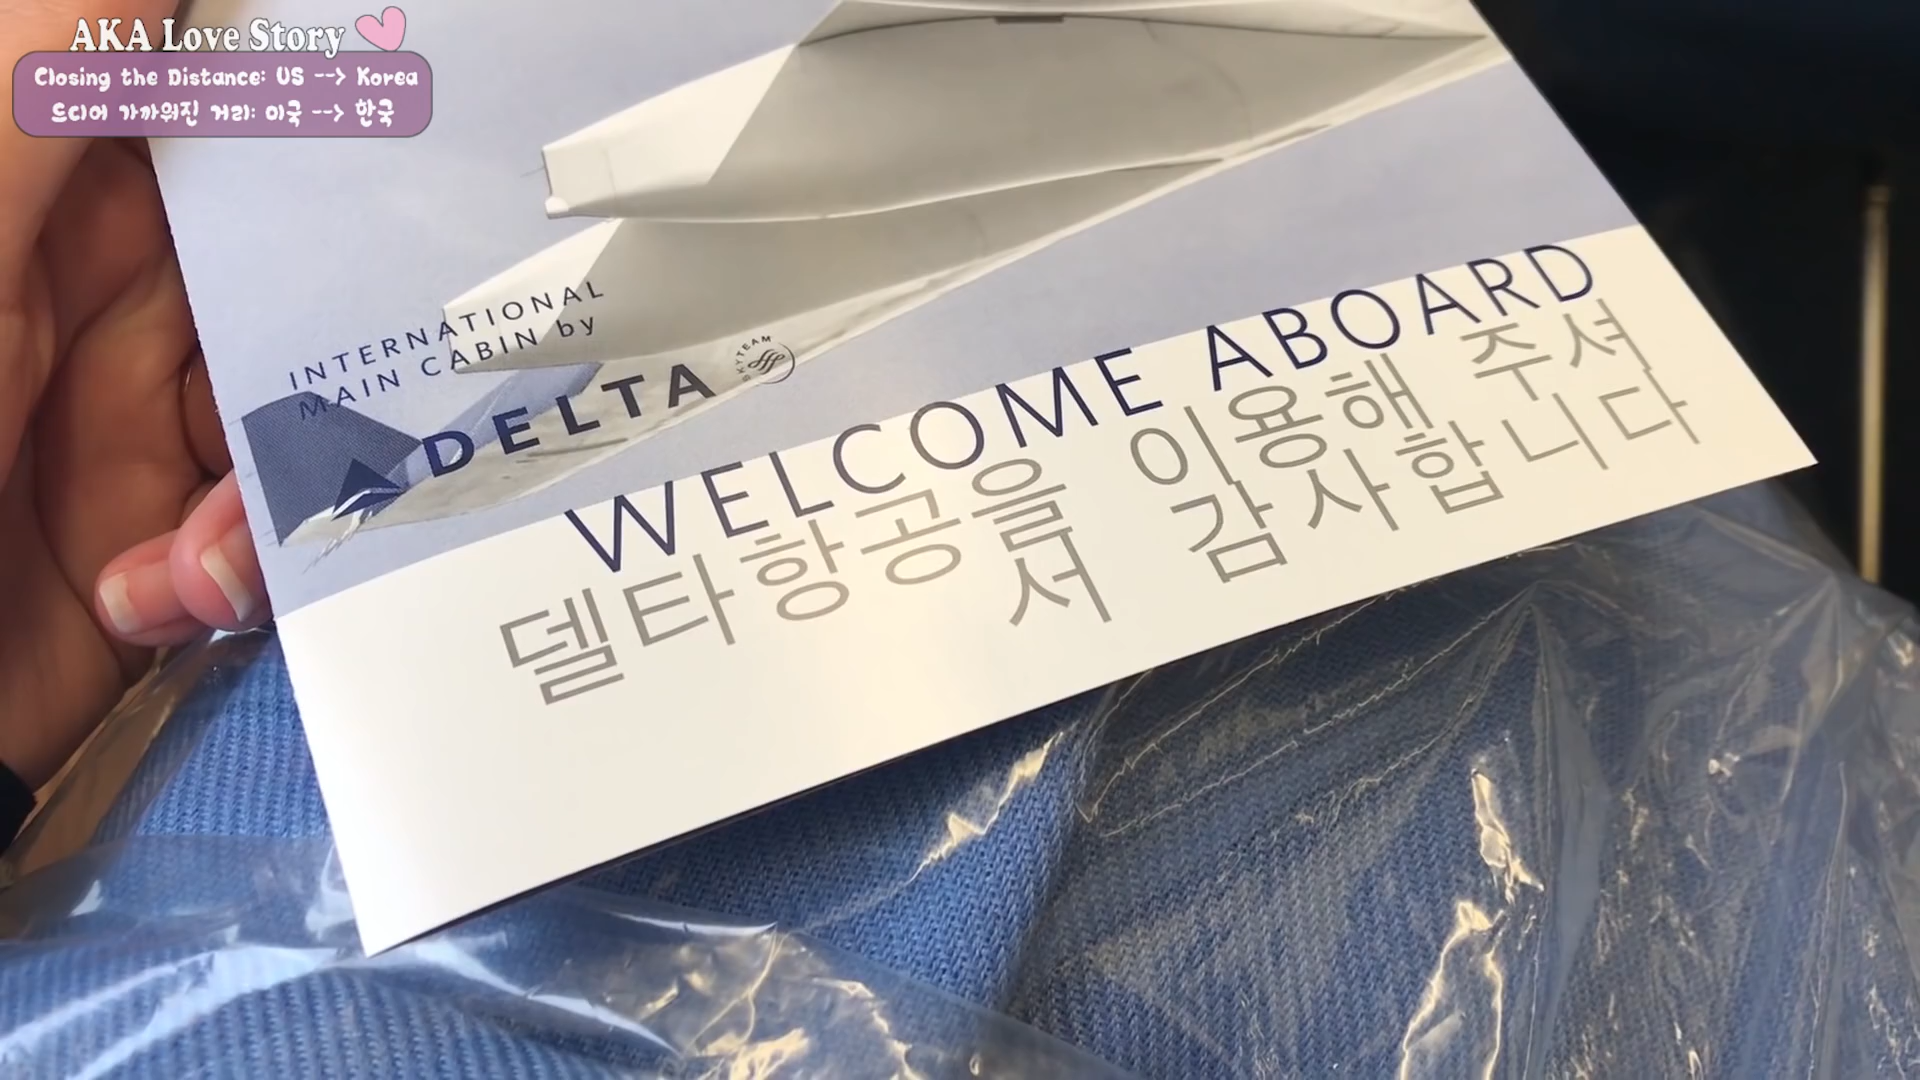 AKA Love Story
Closing the Distance: US --> Korea
드디어 가까워진 거리: 미국 --> 한국
INTERNATIONAL
MAIN CABIN by
DELTA
SKYTEAM
WELCOME ABOARD
델타항공을 이용해 주셔
서 감사합니다